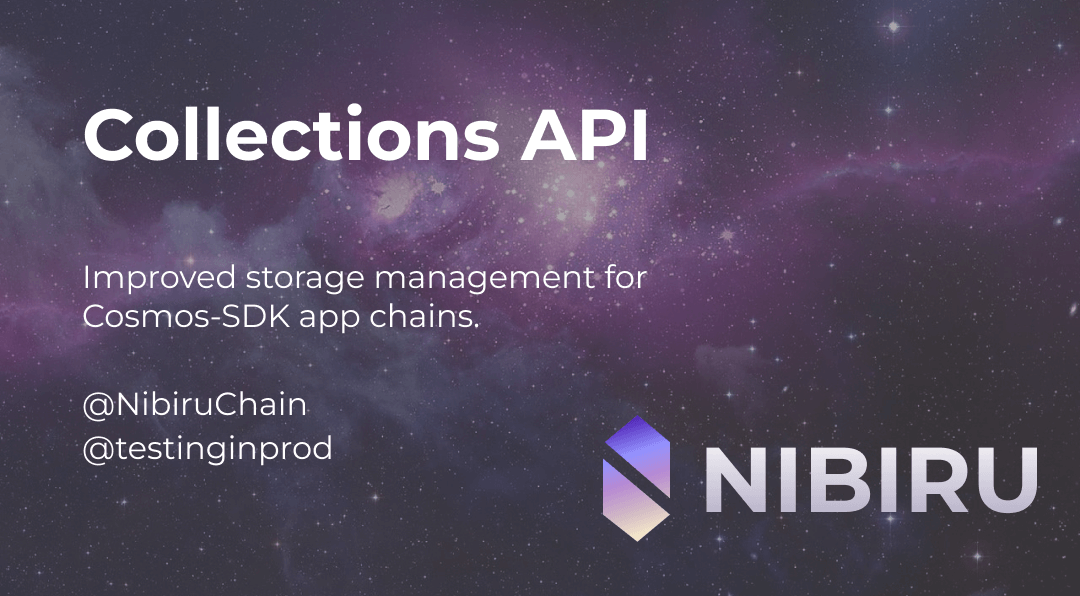 Collections API
Improved storage management for
Cosmos-SDK app chains.
@NibiruChain
@testinginprod
NIBIRU